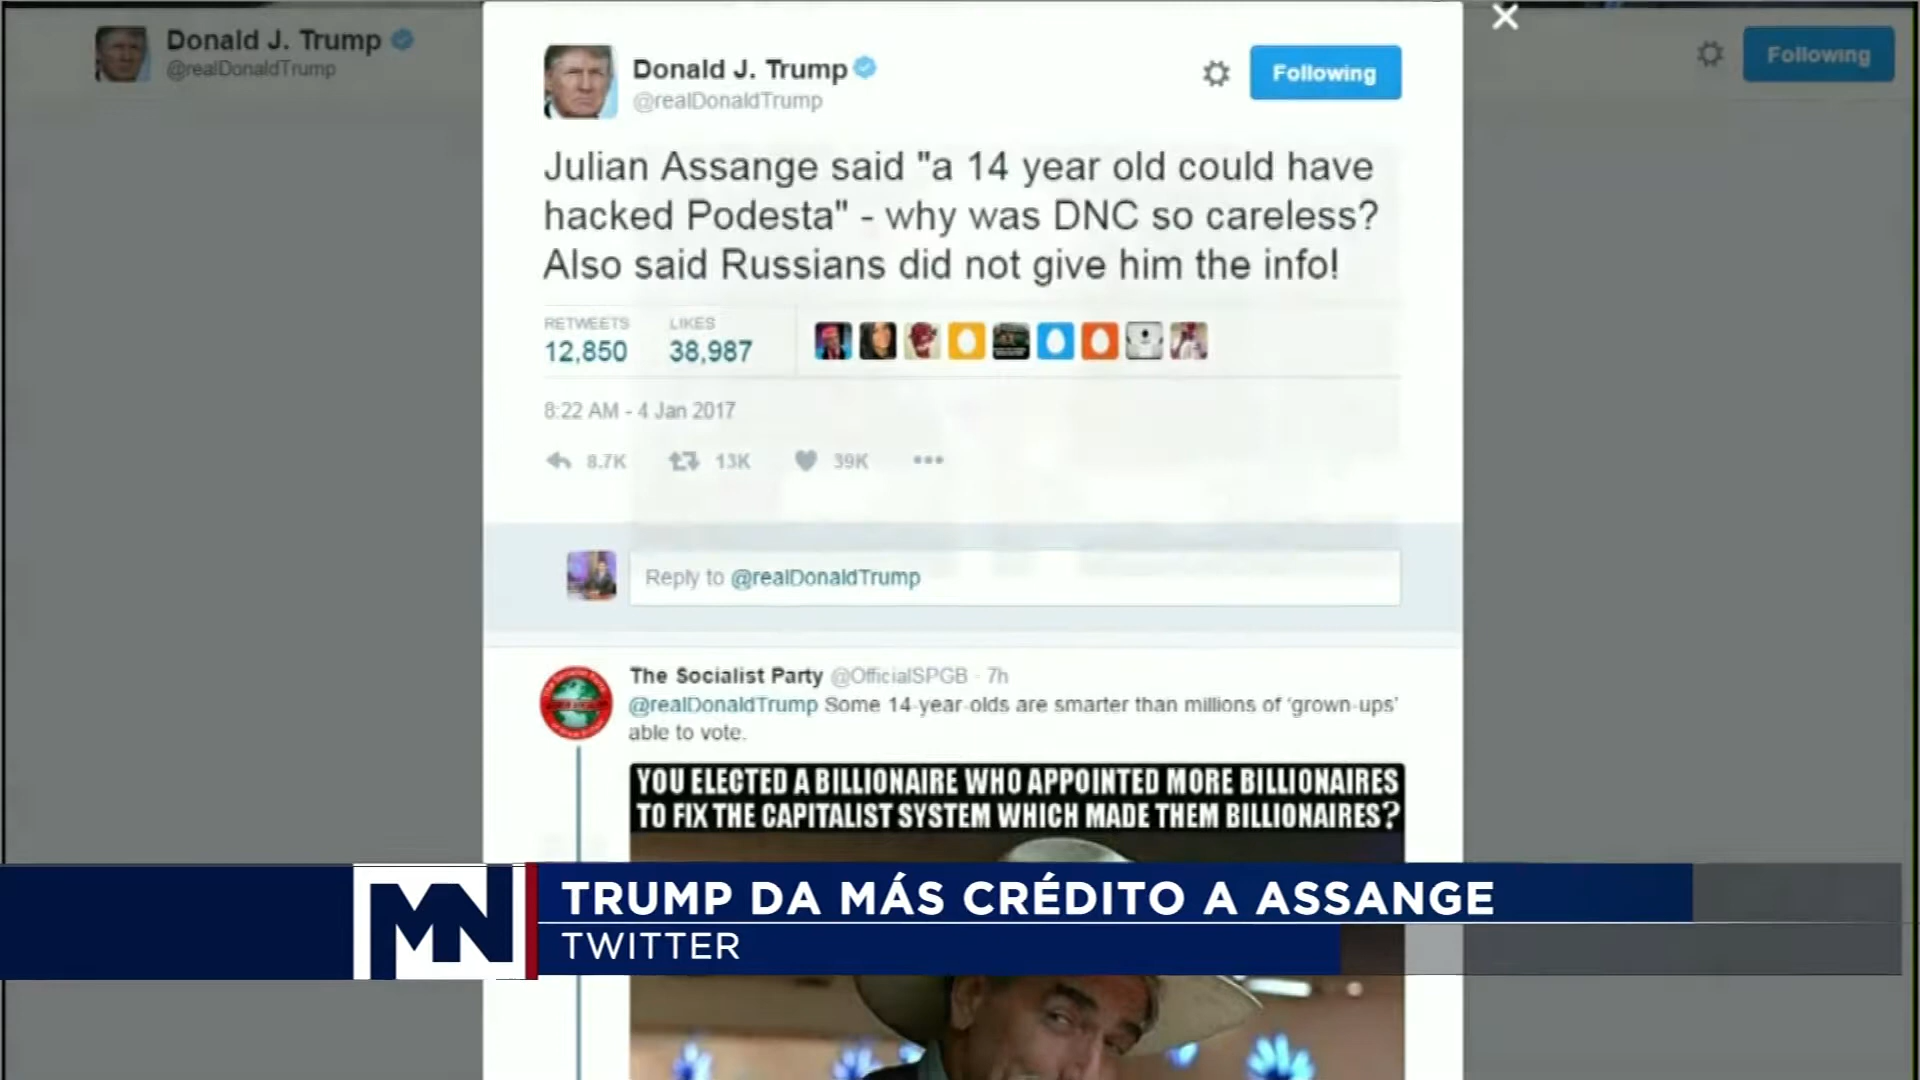 Donald J. Trump
@realDonaldTrump
Following
Donald J. Trump
@realDonaldTrump
Following
Julian Assange said "a 14 year old could have
hacked Podesta" - why was DNC so careless?
Also said Russians did not give him the info!
RETWEETS LIKES
12,850 38,987
8:22 AM - 4 Jan 2017
8.7K 13K 39K
Reply to @realDonaldTrump
The Socialist Party @OfficialSPGB · 7h
@realDonaldTrump Some 14-year-olds are smarter than millions of 'grown-ups'
able to vote.
YOU ELECTED A BILLIONAIRE WHO APPOINTED MORE BILLIONAIRES
TO FIX THE CAPITALIST SYSTEM WHICH MADE THEM BILLIONAIRES?
MN
TRUMP DA MÁS CRÉDITO A ASSANGE
TWITTER